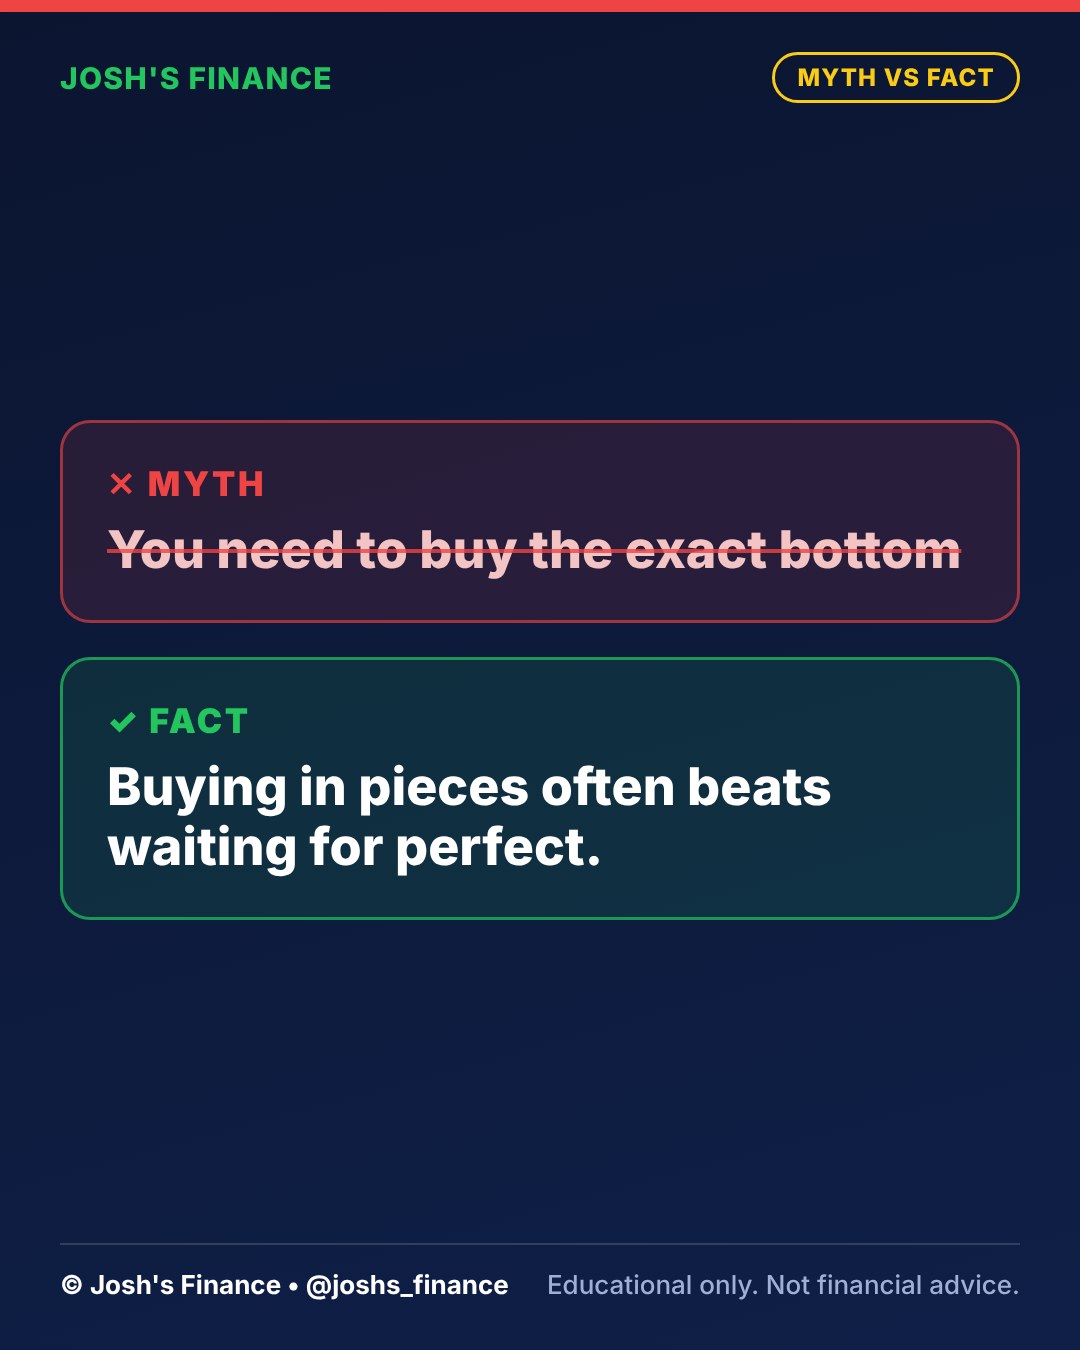 JOSH'S FINANCE
MYTH VS FACT
✕ MYTH
You need to buy the exact bottom
✓ FACT
Buying in pieces often beats
waiting for perfect.
© Josh's Finance • @joshs_finance
Educational only. Not financial advice.